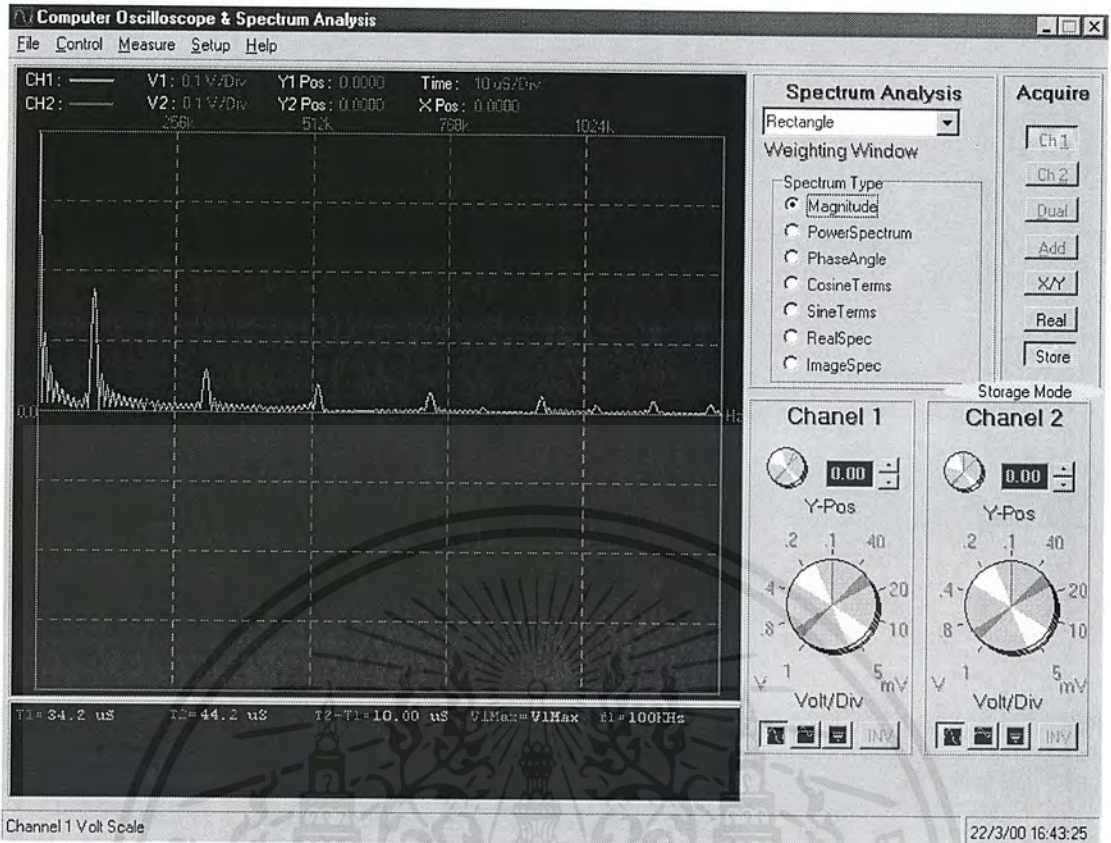 Computer Oscilloscope & Spectrum Analysis
File Control Measure Setup Help
CH1: V1: 0.1 V/Div Y1 Pos: 0.0000 Time: 10 uS/Div
CH2: V2: 0.1 V/Div Y2 Pos: 0.0000 X Pos: 0.0000
256k 512k 768k 1024k
0.0 Hz
T1=34.2 uS T2=44.2 uS T2-T1=10.00 uS V1Max=V1Max f1=100KHz
Spectrum Analysis
Rectangle
Weighting Window
Spectrum Type
Magnitude
PowerSpectrum
PhaseAngle
CosineTerms
SineTerms
RealSpec
ImageSpec
Acquire
Ch 1
Ch 2
Dual
Add
X/Y
Real
Store
Storage Mode
Chanel 1
0.00
Y-Pos
.2 .1 40
.4 20
.8 10
V 1 5 mV
Volt/Div
INV
Chanel 2
0.00
Y-Pos
.2 .1 40
.4 20
.8 10
V 1 5 mV
Volt/Div
INV
Channel 1 Volt Scale
22/3/00 16:43:25